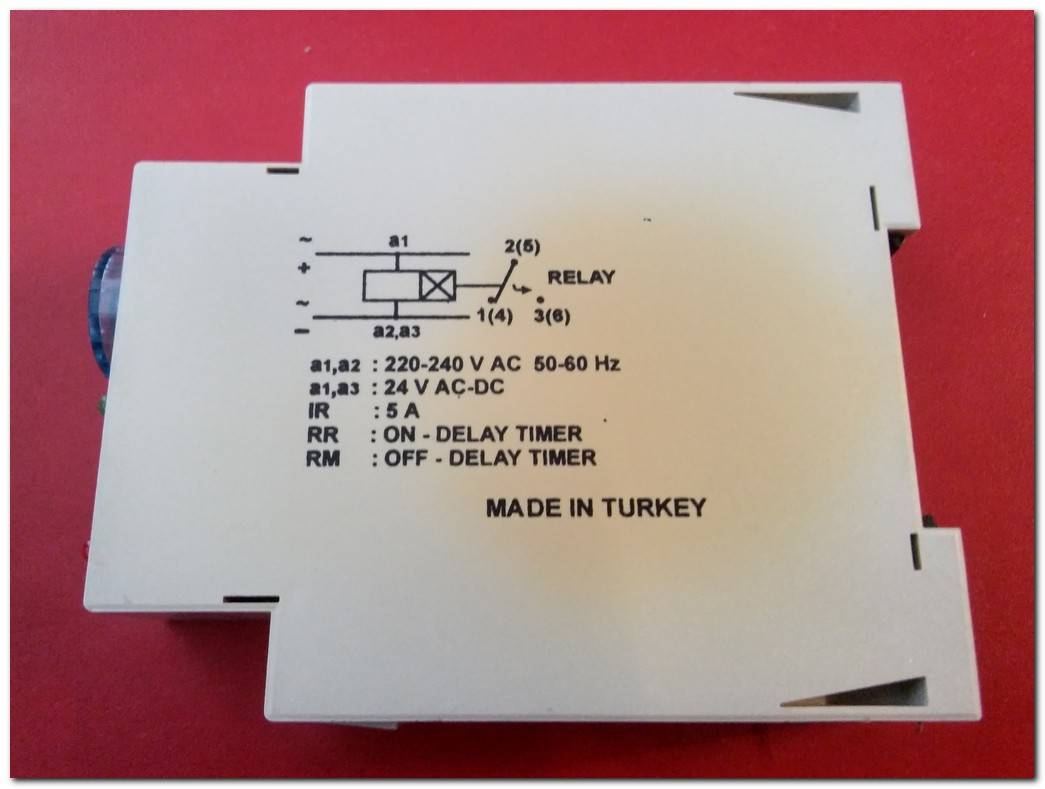 ~ a1
+ 2(5) RELAY
~ 1(4) 3(6)
− a2,a3
a1,a2 : 220-240 V AC 50-60 Hz
a1,a3 : 24 V AC-DC
IR : 5 A
RR : ON - DELAY TIMER
RM : OFF - DELAY TIMER
MADE IN TURKEY